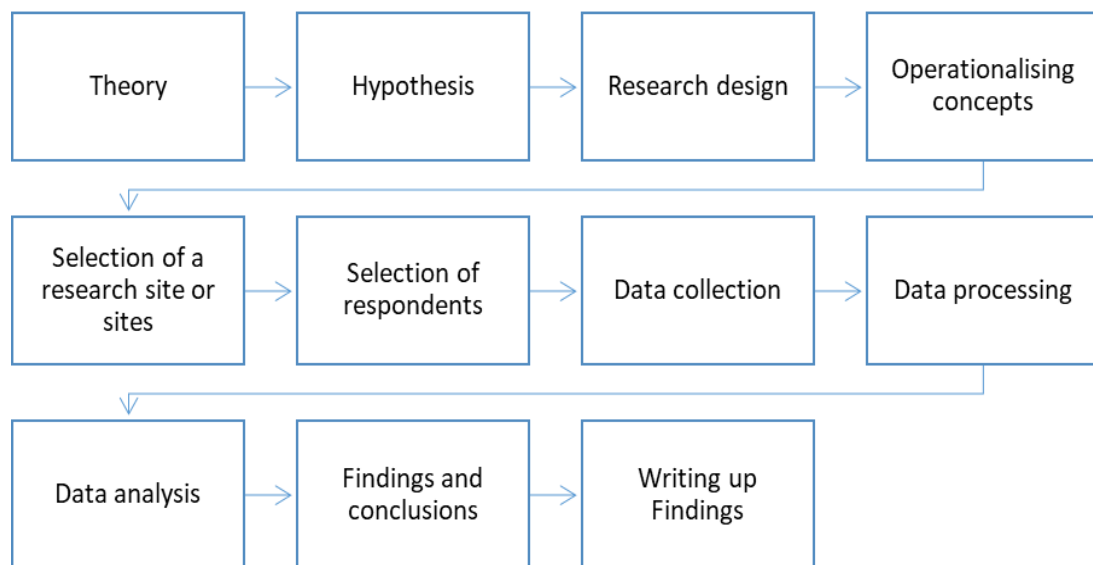 Theory
Hypothesis
Research design
Operationalising
concepts
Selection of a
research site or
sites
Selection of
respondents
Data collection
Data processing
Data analysis
Findings and
conclusions
Writing up
Findings